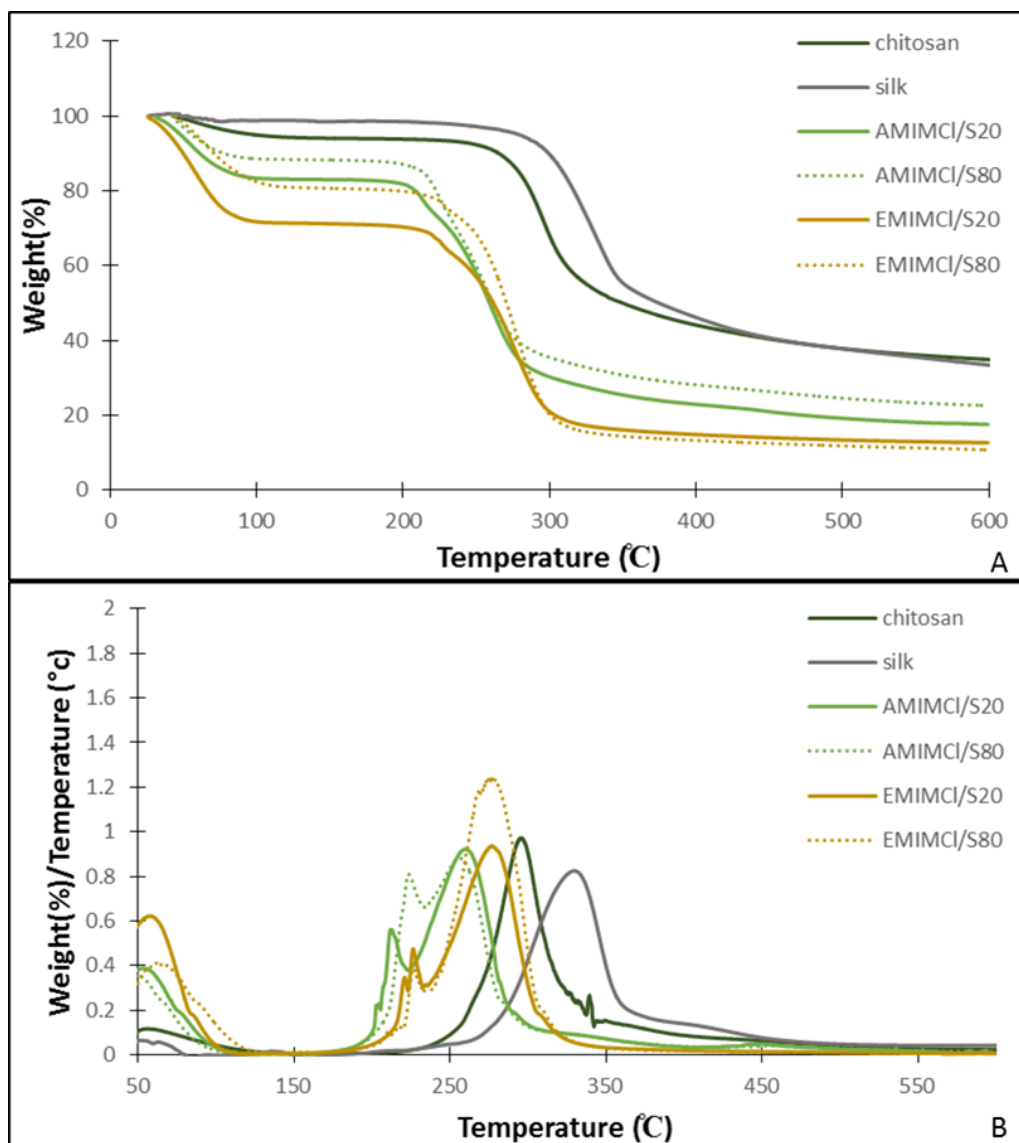 120
100
80
60
40
20
0
Weight(%)
0 100 200 300 400 500 600
Temperature (℃)
chitosan
silk
AMIMCl/S20
AMIMCl/S80
EMIMCl/S20
EMIMCl/S80
A
2
1.8
1.6
1.4
1.2
1
0.8
0.6
0.4
0.2
0
Weight(%)/Temperature (°c)
50 150 250 350 450 550
Temperature (℃)
chitosan
silk
AMIMCl/S20
AMIMCl/S80
EMIMCl/S20
EMIMCl/S80
B